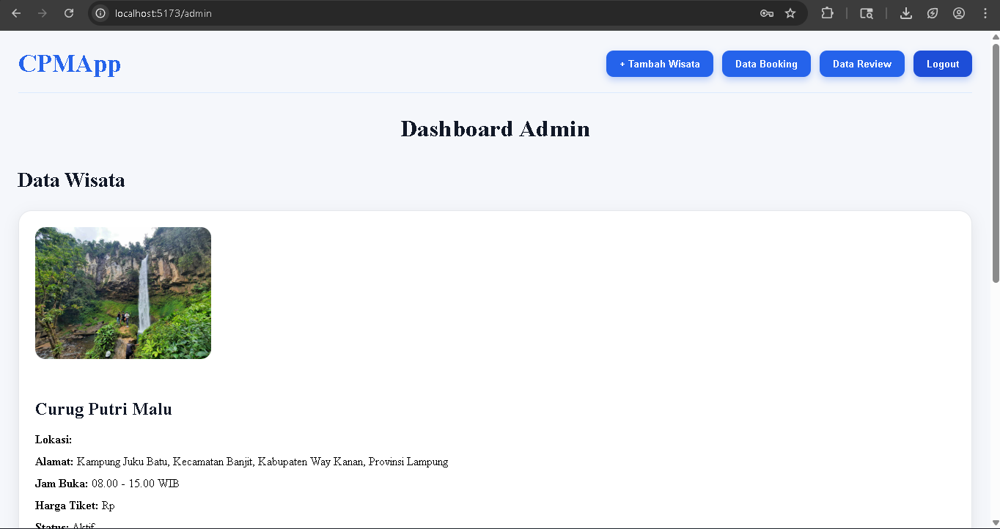 localhost:5173/admin
CPMApp
+ Tambah Wisata
Data Booking
Data Review
Logout
Dashboard Admin
Data Wisata
Curug Putri Malu
Lokasi:
Alamat: Kampung Juku Batu, Kecamatan Banjit, Kabupaten Way Kanan, Provinsi Lampung
Jam Buka: 08.00 - 15.00 WIB
Harga Tiket: Rp
Status: Aktif